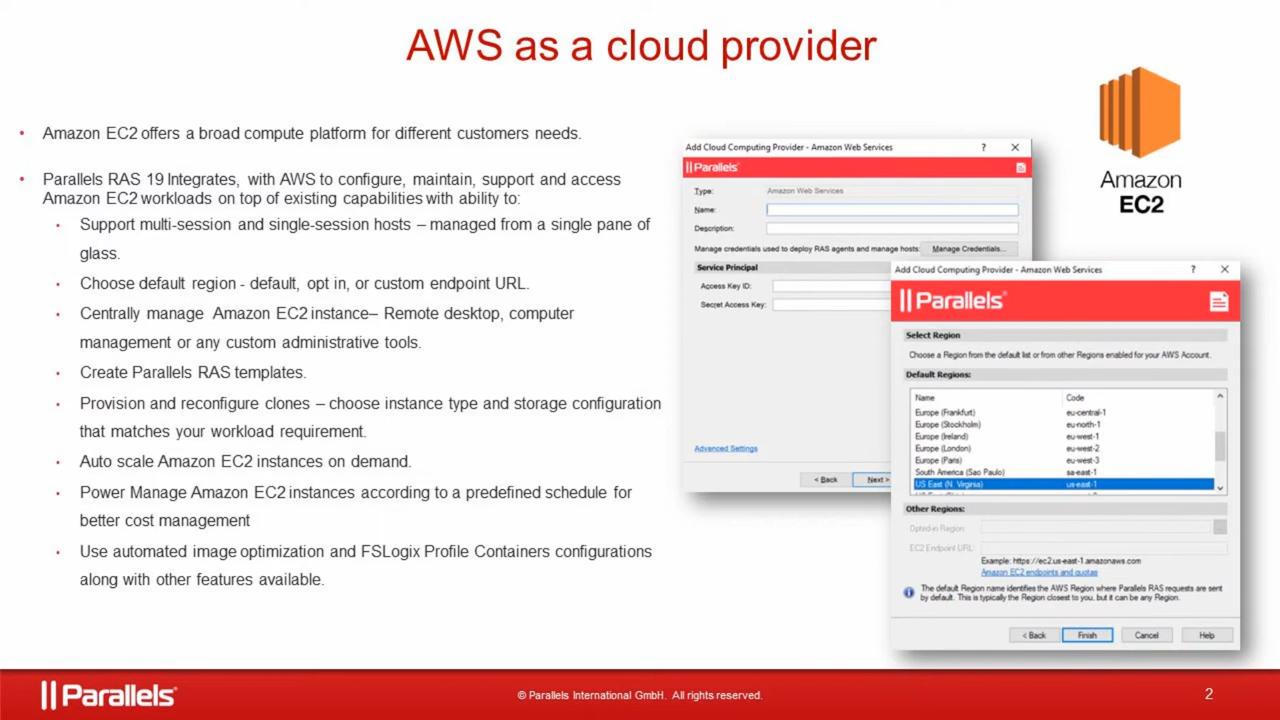 AWS as a cloud provider
• Amazon EC2 offers a broad compute platform for different customers needs.
• Parallels RAS 19 Integrates, with AWS to configure, maintain, support and access
Amazon EC2 workloads on top of existing capabilities with ability to:
• Support multi-session and single-session hosts – managed from a single pane of
glass.
• Choose default region - default, opt in, or custom endpoint URL.
• Centrally manage Amazon EC2 instance– Remote desktop, computer
management or any custom administrative tools.
• Create Parallels RAS templates.
• Provision and reconfigure clones – choose instance type and storage configuration
that matches your workload requirement.
• Auto scale Amazon EC2 instances on demand.
• Power Manage Amazon EC2 instances according to a predefined schedule for
better cost management
• Use automated image optimization and FSLogix Profile Containers configurations
along with other features available.
Amazon
EC2
Add Cloud Computing Provider - Amazon Web Services ?
Parallels
Type: Amazon Web Services
Name:
Description:
Manage credentials used to deploy RAS agents and manage hosts: Manage Credentials...
Service Principal
Access Key ID:
Secret Access Key:
Advanced Settings
< Back Next >
Add Cloud Computing Provider - Amazon Web Services ?
Parallels
Select Region
Choose a Region from the default list or from other Regions enabled for your AWS Account.
Default Regions:
Name Code
Europe (Frankfurt) eu-central-1
Europe (Stockholm) eu-north-1
Europe (Ireland) eu-west-1
Europe (London) eu-west-2
Europe (Paris) eu-west-3
South America (Sao Paulo) sa-east-1
US East (N. Virginia) us-east-1
Other Regions:
Opted-in Region: ...
EC2 Endpoint URL:
Example: https://ec2.us-east-1.amazonaws.com
Amazon EC2 endpoints and quotas
The default Region name identifies the AWS Region where Parallels RAS requests are sent
by default. This is typically the Region closest to you, but it can be any Region.
< Back Finish Cancel Help
Parallels
© Parallels International GmbH. All rights reserved.
2